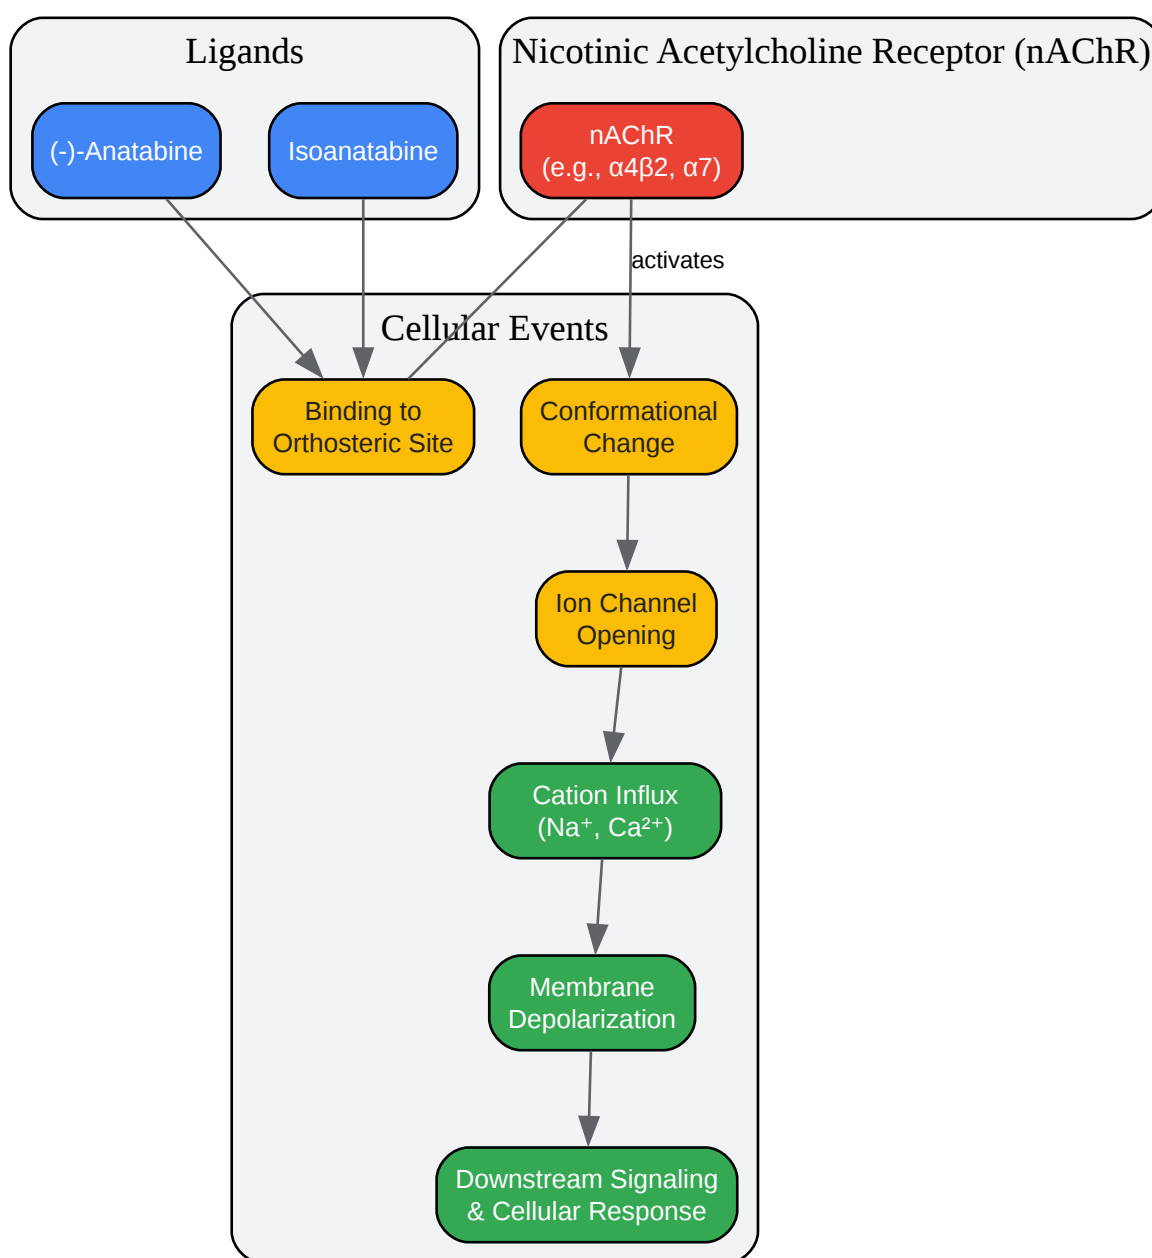 Ligands
Nicotinic Acetylcholine Receptor (nAChR)
(-)-Anatabine
Isoanatabine
nAChR
(e.g., α4β2, α7)
activates
Cellular Events
Binding to
Orthosteric Site
Conformational
Change
Ion Channel
Opening
Cation Influx
(Na⁺, Ca²⁺)
Membrane
Depolarization
Downstream Signaling
& Cellular Response